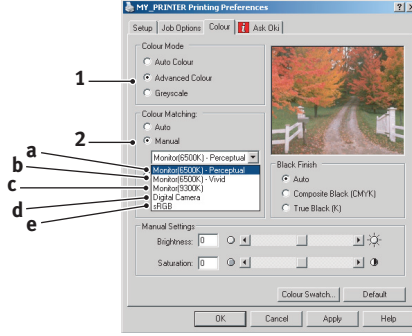 MY_PRINTER Printing Preferences
Setup Job Options Colour Ask Oki
Colour Mode
Auto Colour
1 Advanced Colour
Greyscale
Colour Matching:
Auto
2 Manual
Monitor(6500K) - Perceptual
a Monitor(6500K) - Perceptual
b Monitor(6500K) - Vivid
c Monitor(9300K)
d Digital Camera
e sRGB
Black Finish
Auto
Composite Black (CMYK)
True Black (K)
Manual Settings
Brightness: 0
Saturation: 0
Colour Swatch... Default
OK Cancel Apply Help